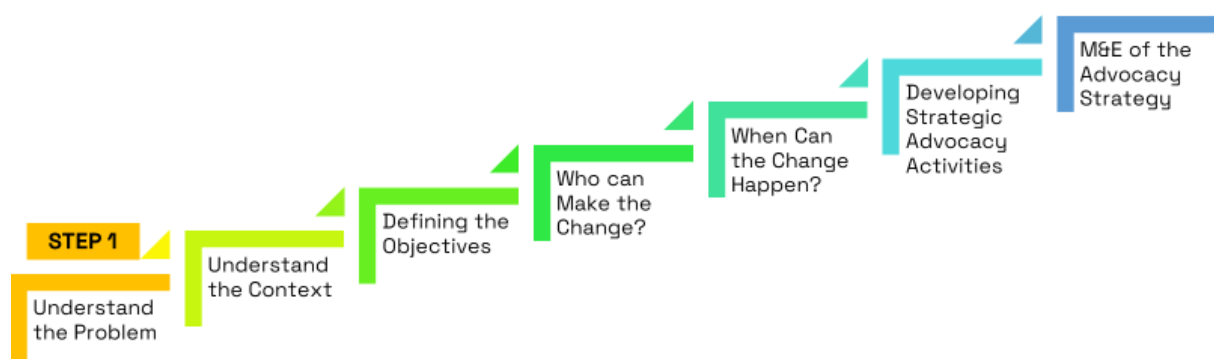 STEP 1
Understand
the Problem
Understand
the Context
Defining the
Objectives
Who can
Make the
Change?
When Can
the Change
Happen?
Developing
Strategic
Advocacy
Activities
M&E of the
Advocacy
Strategy